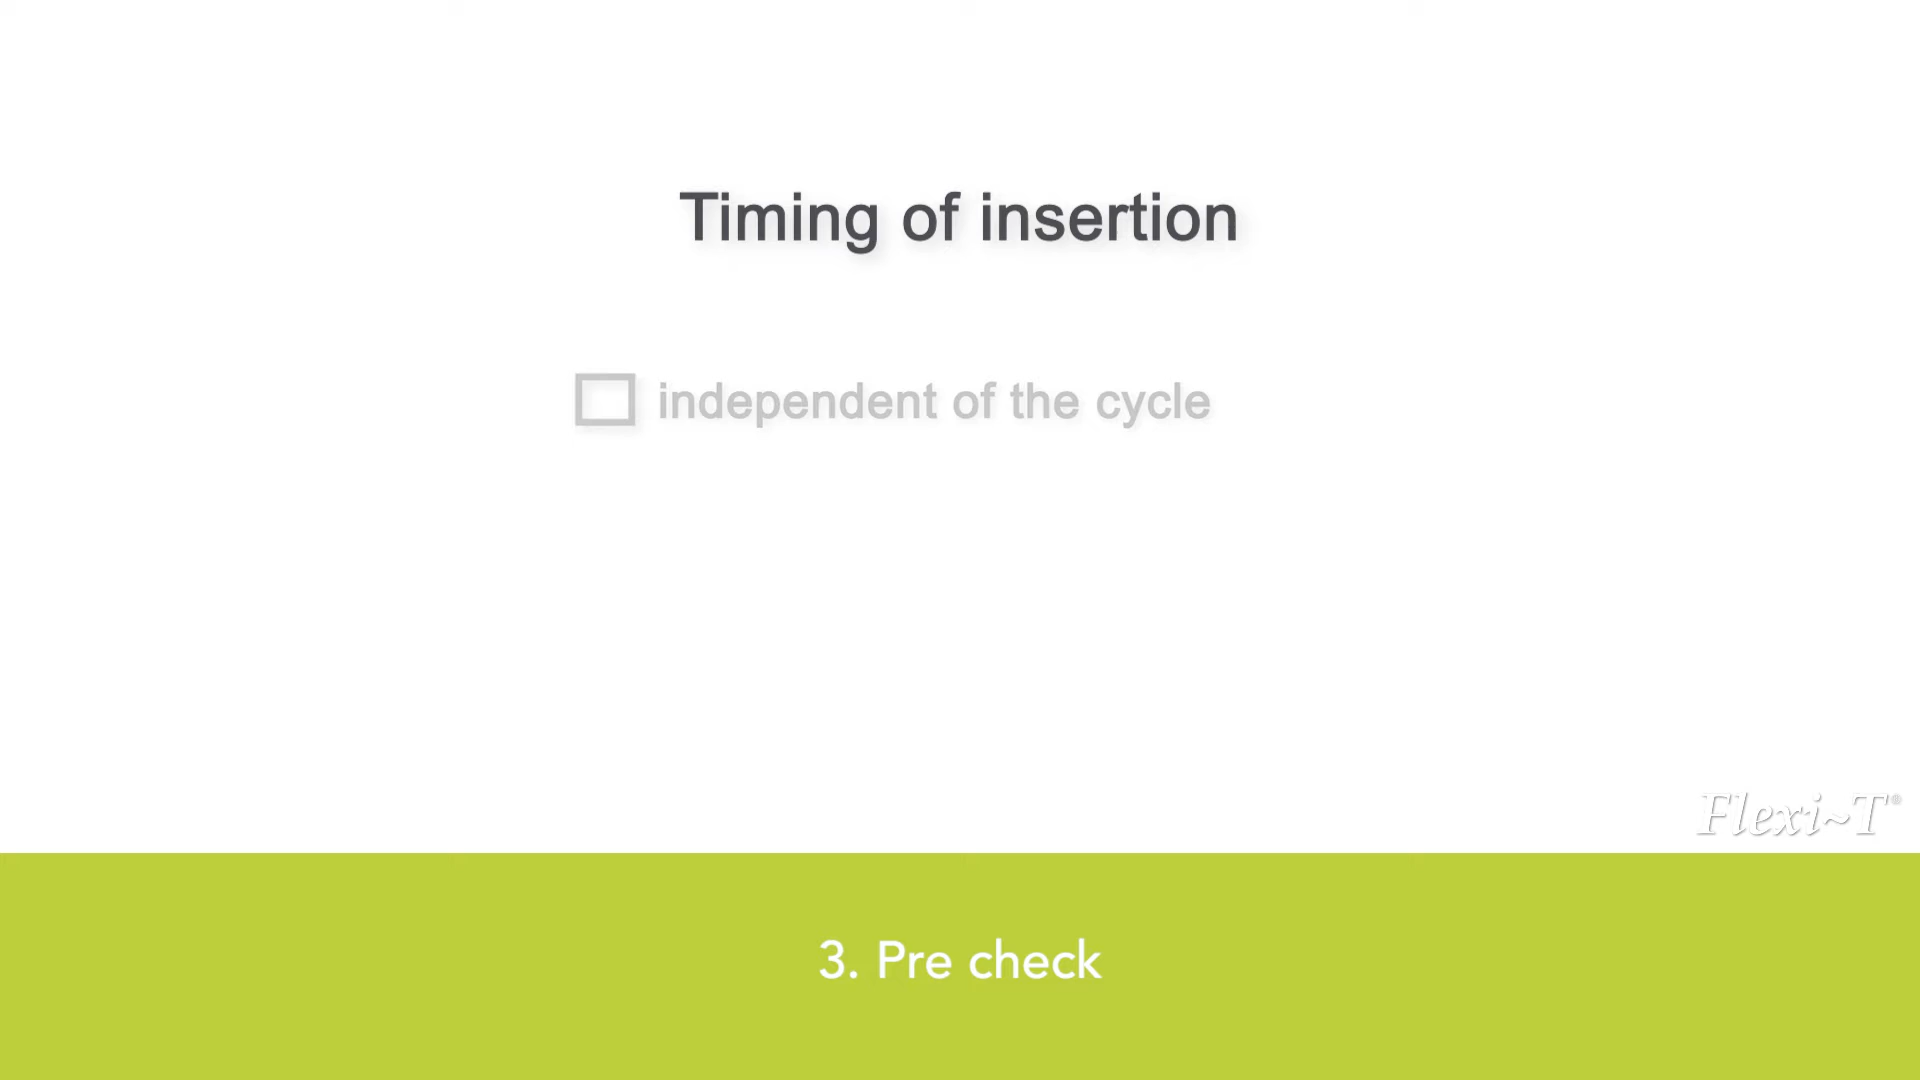 Timing of insertion
independent of the cycle
Flexi~T®
3. Pre check